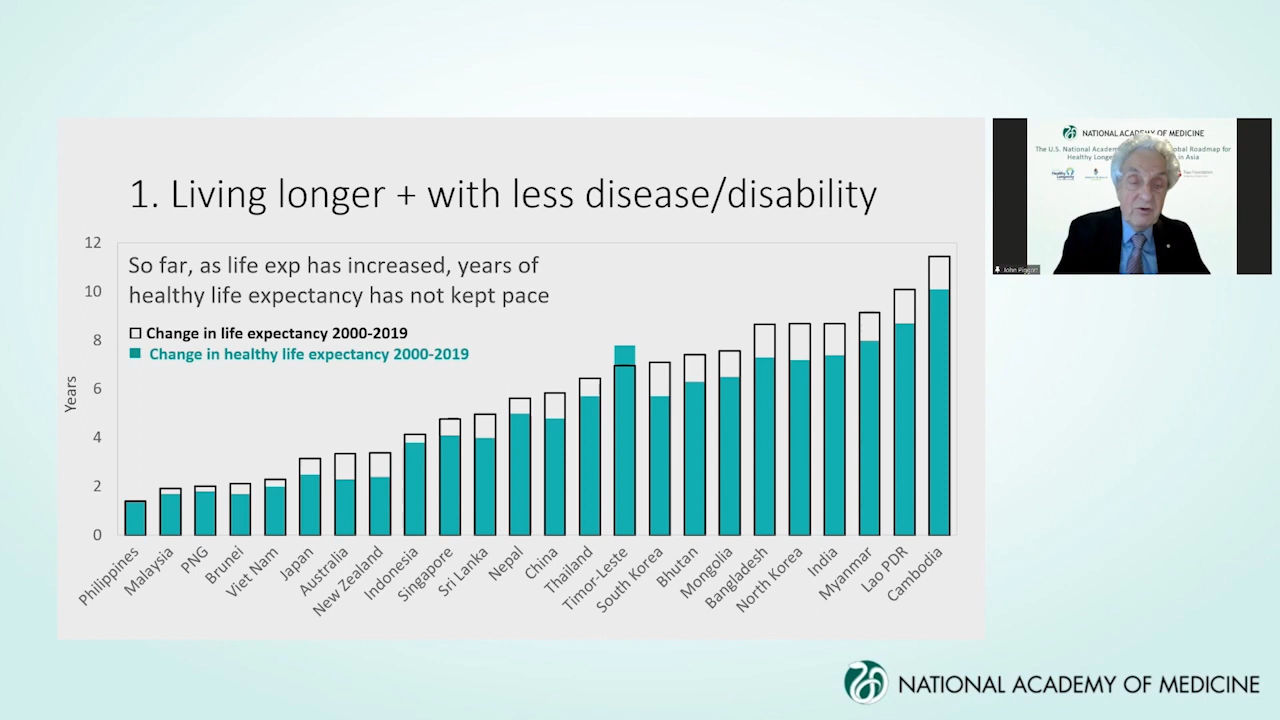 1. Living longer + with less disease/disability
So far, as life exp has increased, years of
healthy life expectancy has not kept pace
Change in life expectancy 2000-2019
Change in healthy life expectancy 2000-2019
Years
12
10
8
6
4
2
0
Philippines
Malaysia
PNG
Brunei
Viet Nam
Japan
Australia
New Zealand
Indonesia
Singapore
Sri Lanka
Nepal
China
Thailand
Timor-Leste
South Korea
Bhutan
Mongolia
Bangladesh
North Korea
India
Myanmar
Lao PDR
Cambodia
NATIONAL ACADEMY OF MEDICINE
The U.S. National Roadmap for
Healthy in Asia
John
NATIONAL ACADEMY OF MEDICINE